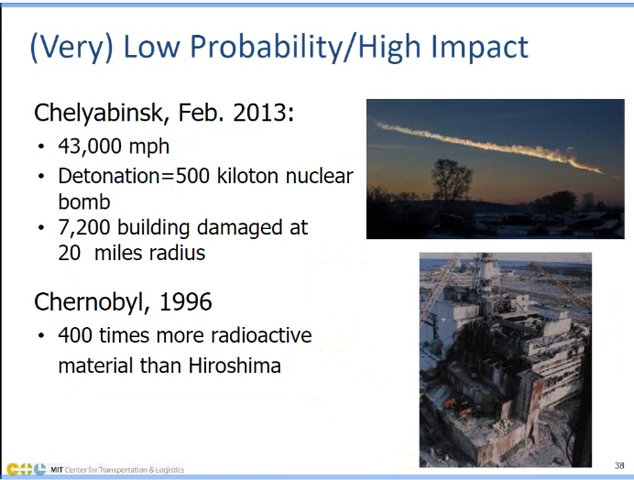 (Very) Low Probability/High Impact
Chelyabinsk, Feb. 2013:
• 43,000 mph
• Detonation=500 kiloton nuclear
bomb
• 7,200 building damaged at
20 miles radius
Chernobyl, 1996
• 400 times more radioactive
material than Hiroshima
CTL MIT Center for Transportation & Logistics
38